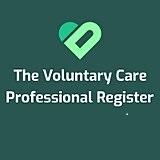 The Voluntary Care
Professional Register